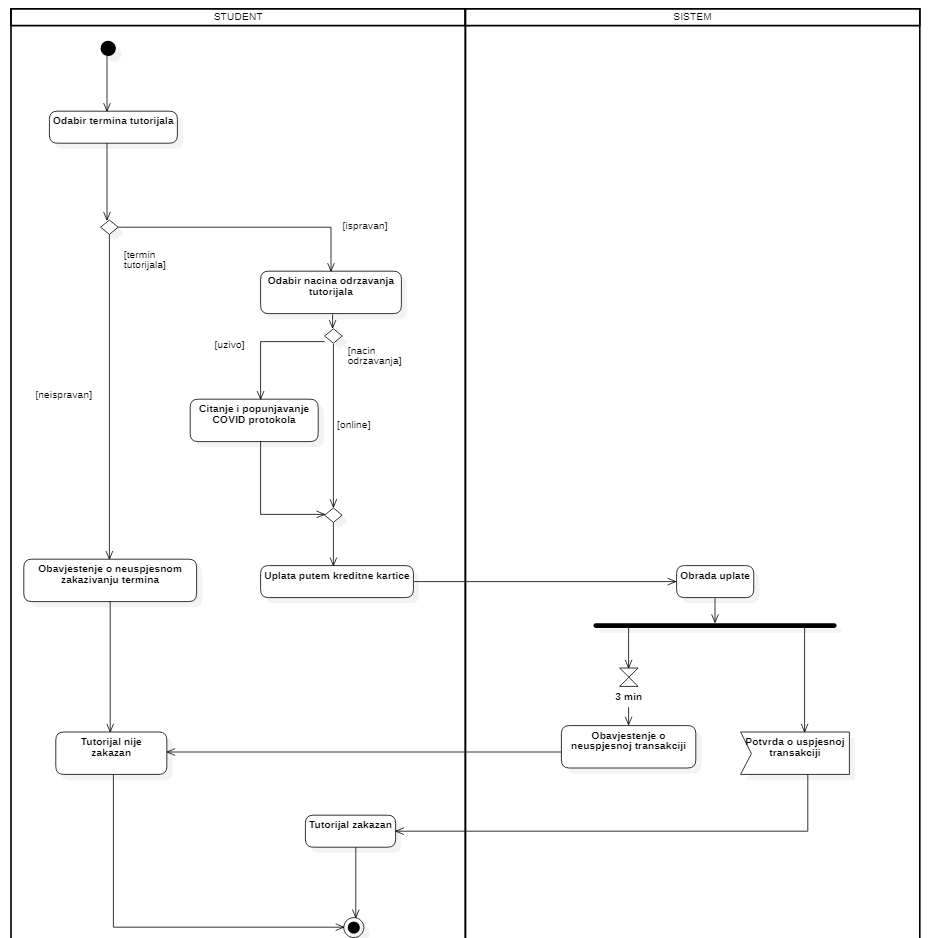 STUDENT
SISTEM
Odabir termina tutorijala
[ispravan]
[termin
tutorijala]
Odabir nacina odrzavanja
tutorijala
[uzivo]
[nacin
odrzavanja]
[neispravan]
Citanje i popunjavanje
COVID protokola
[online]
Obavjestenje o neuspjesnom
zakazivanju termina
Uplata putem kreditne kartice
Obrada uplate
3 min
Tutorijal nije
zakazan
Obavjestenje o
neuspjesnoj transakciji
Potvrda o uspjesnoj
transakciji
Tutorijal zakazan